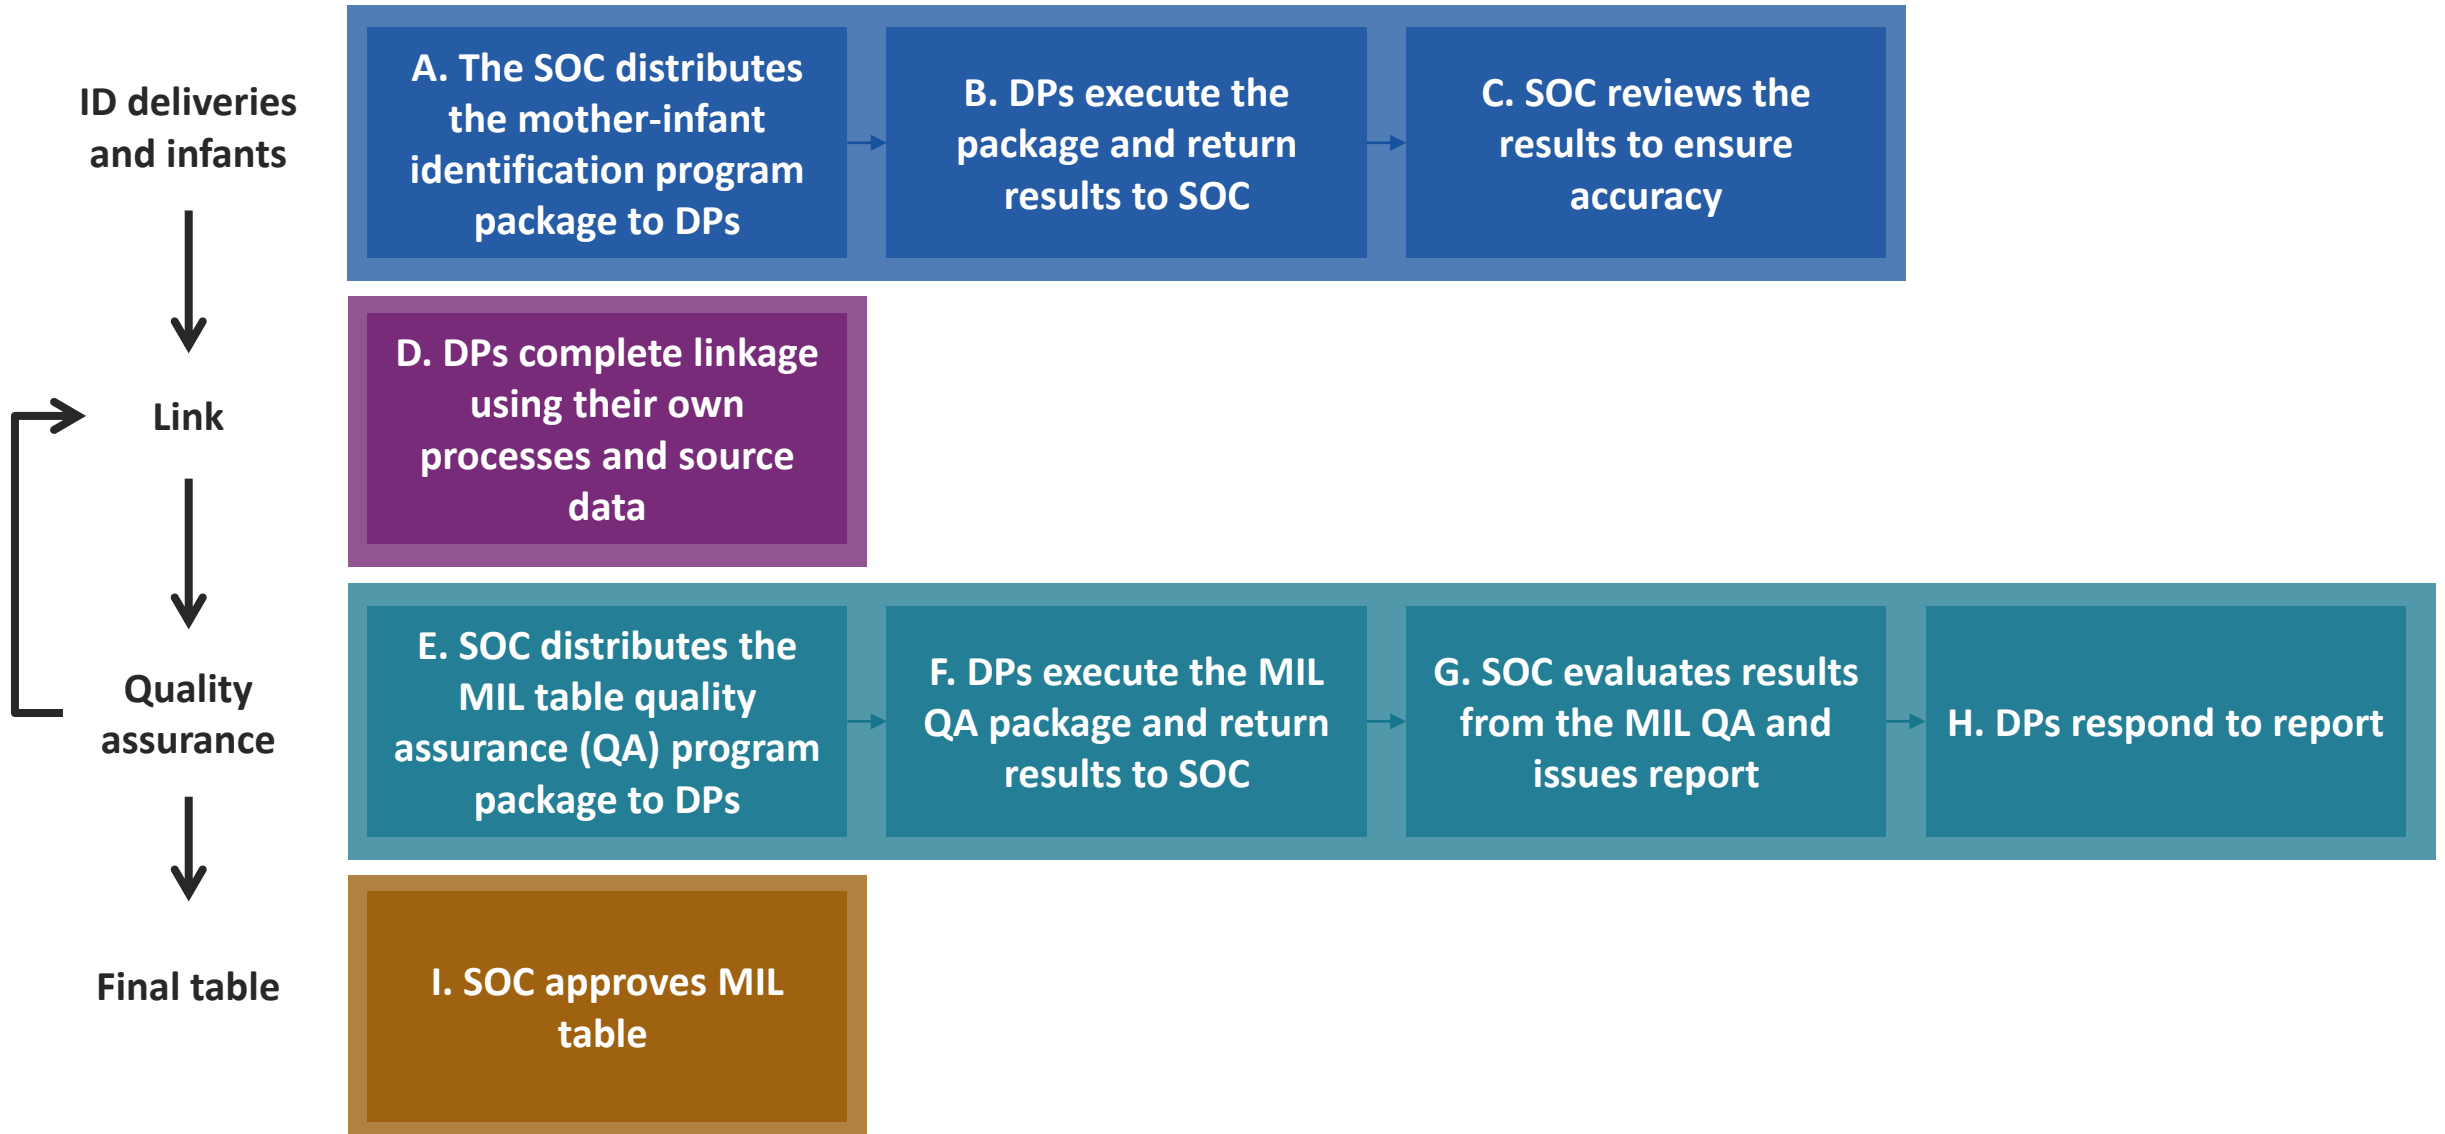 ID deliveries
and infants
A. The SOC distributes
the mother-infant
identification program
package to DPs
B. DPs execute the
package and return
results to SOC
C. SOC reviews the
results to ensure
accuracy
Link
D. DPs complete linkage
using their own
processes and source
data
Quality
assurance
E. SOC distributes the
MIL table quality
assurance (QA) program
package to DPs
F. DPs execute the MIL
QA package and return
results to SOC
G. SOC evaluates results
from the MIL QA and
issues report
H. DPs respond to report
Final table
I. SOC approves MIL
table